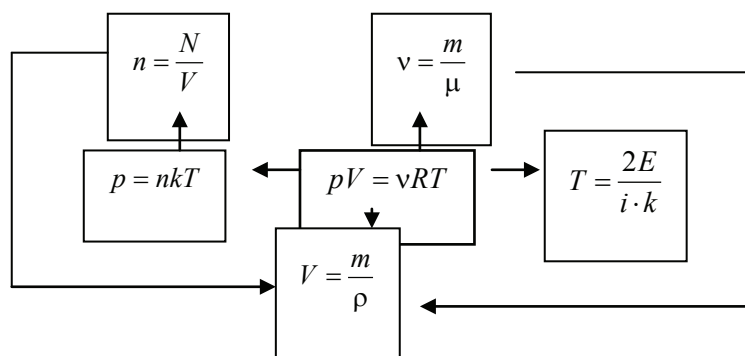 n = N/V
ν = m/μ
p = nkT
pV = νRT
T = 2E/(i · k)
V = m/ρ